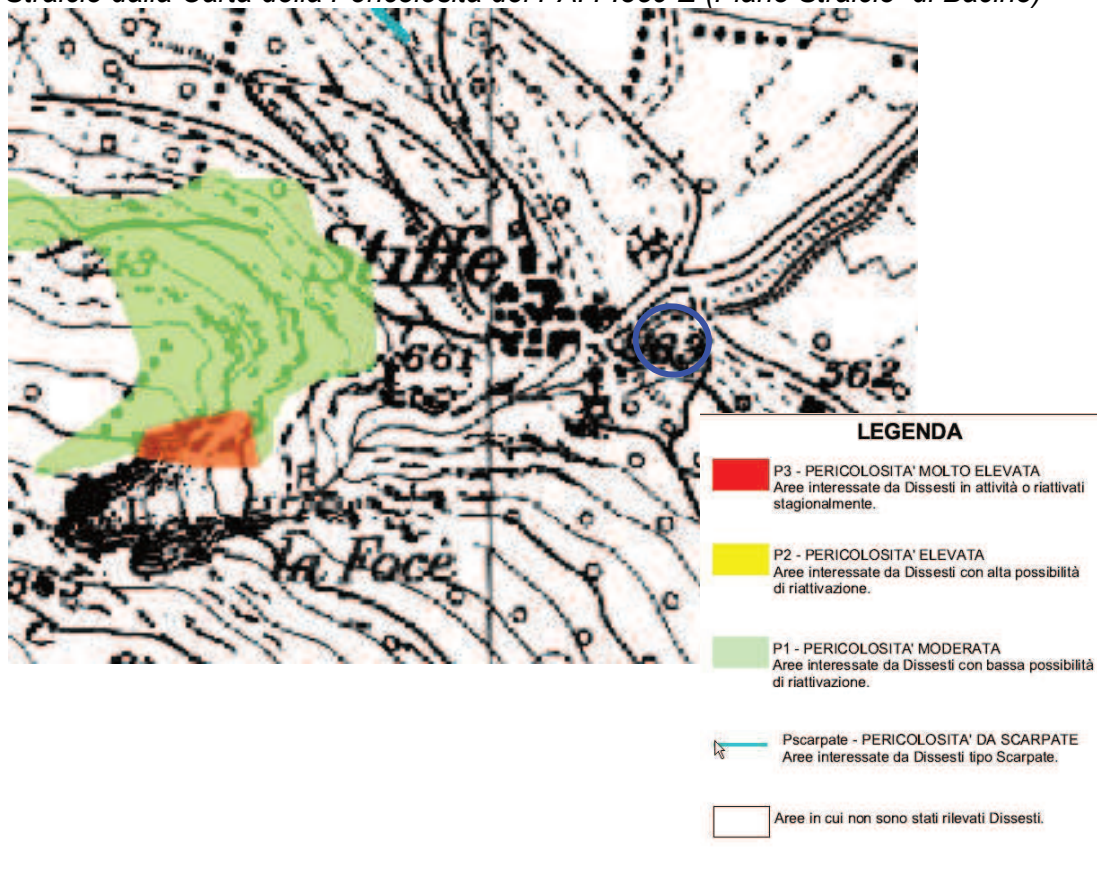 Stralcio dalla Carta della Pericolosità del PAI : 369 E (Piano Stralcio di Bacino)
Stiffe
661
562
la Foce
LEGENDA
P3 - PERICOLOSITA' MOLTO ELEVATA
Aree interessate da Dissesti in attività o riattivati
stagionalmente.
P2 - PERICOLOSITA' ELEVATA
Aree interessate da Dissesti con alta possibilità
di riattivazione.
P1 - PERICOLOSITA' MODERATA
Aree interessate da Dissesti con bassa possibilità
di riattivazione.
Pscarpate - PERICOLOSITA' DA SCARPATE
Aree interessate da Dissesti tipo Scarpate.
Aree in cui non sono stati rilevati Dissesti.